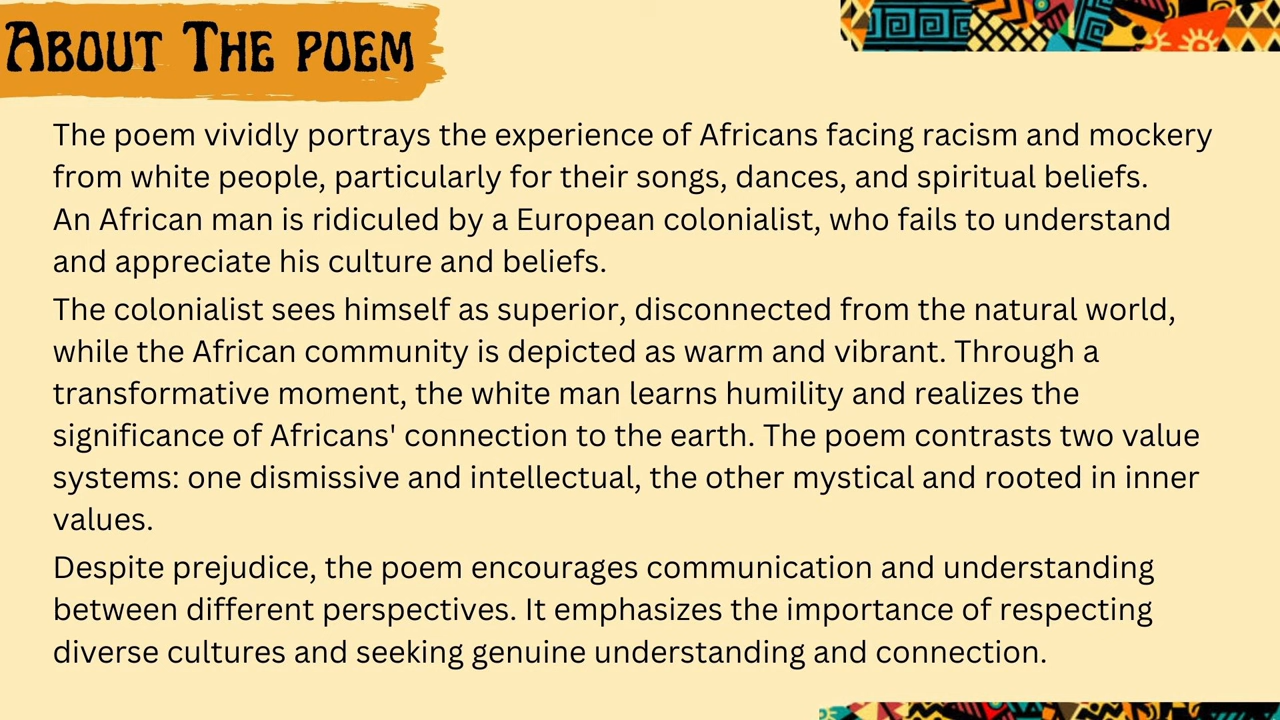 ABOUT THE POEM
The poem vividly portrays the experience of Africans facing racism and mockery
from white people, particularly for their songs, dances, and spiritual beliefs.
An African man is ridiculed by a European colonialist, who fails to understand
and appreciate his culture and beliefs.
The colonialist sees himself as superior, disconnected from the natural world,
while the African community is depicted as warm and vibrant. Through a
transformative moment, the white man learns humility and realizes the
significance of Africans' connection to the earth. The poem contrasts two value
systems: one dismissive and intellectual, the other mystical and rooted in inner
values.
Despite prejudice, the poem encourages communication and understanding
between different perspectives. It emphasizes the importance of respecting
diverse cultures and seeking genuine understanding and connection.